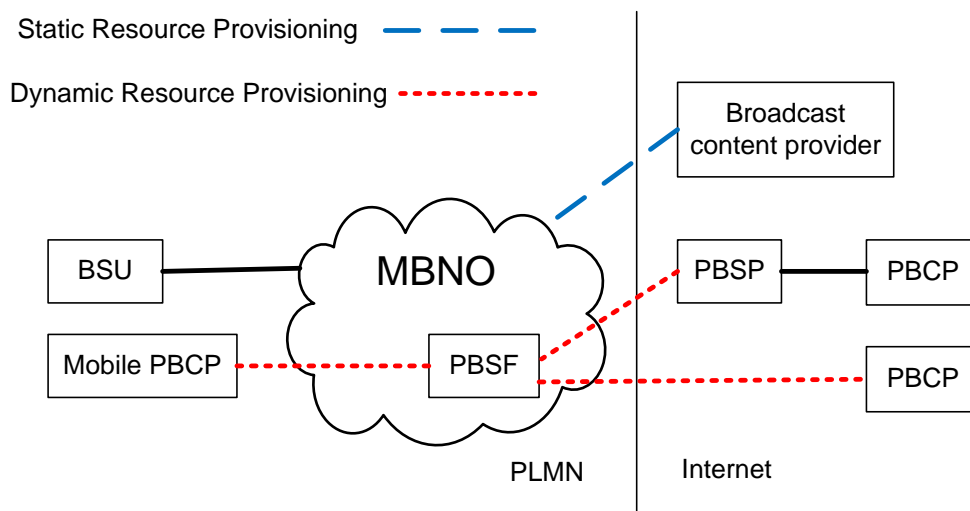 Static Resource Provisioning
Dynamic Resource Provisioning
Broadcast
content provider
BSU
MBNO
PBSP
PBCP
Mobile PBCP
PBSF
PBCP
PLMN
Internet